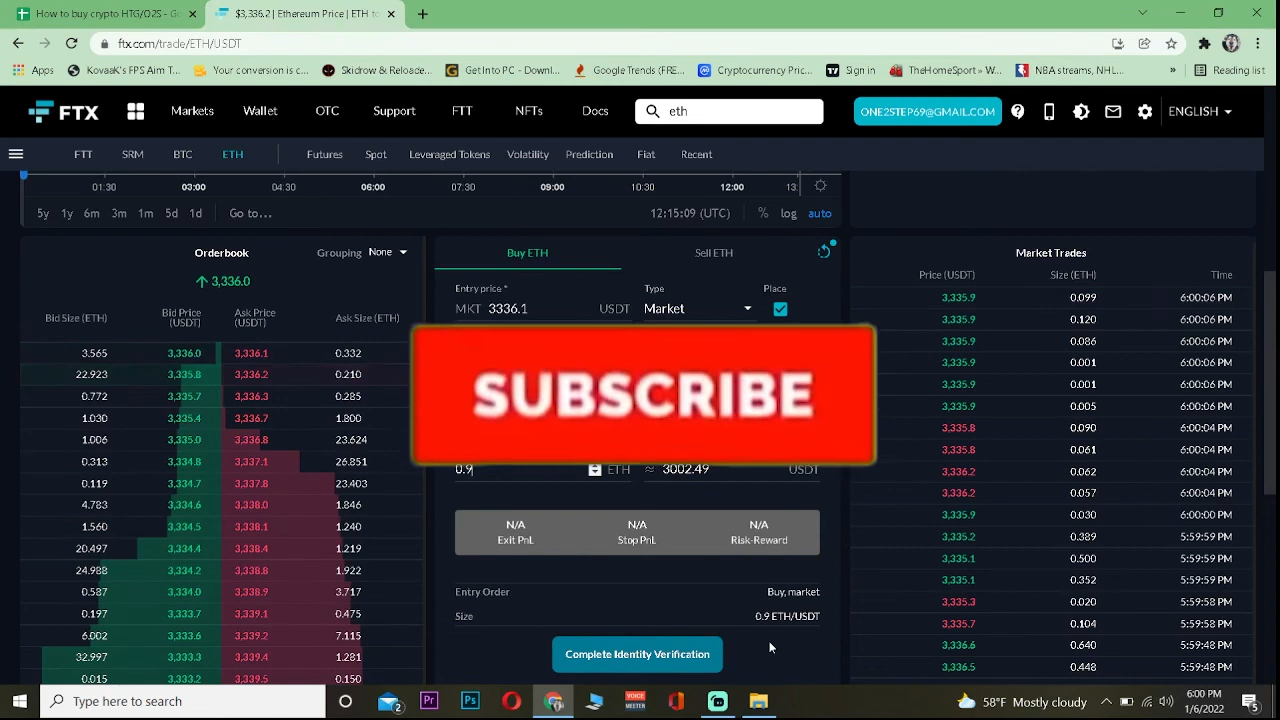 How to buy HTG/O2S - G
$3,336.2 | Ethereum Price | ETH to
ftx.com/trade/ETH/USDT
Apps KovaaK's FPS Aim T... Your conversion is c... Skidrow & Reloade... Get Into PC - Downl... Google Trends (FRE... Cryptocurrency Pric... Sign in TheHomeSport » W... NBA streams, NHL... » Reading list
FTX Markets Wallet OTC Support FTT NFTs Docs eth ONE2STEP69@GMAIL.COM ENGLISH
FTT SRM BTC ETH Futures Spot Leveraged Tokens Volatility Prediction Fiat Recent
01:30 03:00 04:30 06:00 07:30 09:00 10:30 12:00 13:
5y 1y 6m 3m 1m 5d 1d Go to... 12:15:09 (UTC) % log auto
Orderbook Grouping None
↑ 3,336.0
Bid Size (ETH) Bid Price (USDT) Ask Price (USDT) Ask Size (ETH)
3.565 3,336.0 3,336.1 0.332
22.923 3,335.8 3,336.2 0.210
0.772 3,335.7 3,336.3 0.285
1.030 3,335.4 3,336.7 1.800
1.006 3,335.0 3,336.8 23.624
0.313 3,334.8 3,337.1 26.851
0.119 3,334.7 3,337.8 23.403
4.783 3,334.6 3,338.0 1.846
1.560 3,334.5 3,338.1 1.240
20.497 3,334.4 3,338.4 1.219
24.988 3,334.2 3,338.8 1.922
0.587 3,334.0 3,338.9 3.717
0.197 3,333.8 3,339.1 0.475
6.002 3,333.6 3,339.2 7.115
32.997 3,333.3 3,339.4 1.281
0.015 3,333.2 3,339.5 0.150
Buy ETH Sell ETH
Entry price * Type Place
MKT 3336.1 USDT Market
SUBSCRIBE
0.9 ETH ≈ 3002.49 USDT
N/A N/A N/A
Exit PnL Stop PnL Risk-Reward
Entry Order Buy, market
Size 0.9 ETH/USDT
Complete Identity Verification
Market Trades
Price (USDT) Size (ETH) Time
3,335.9 0.099 6:00:06 PM
3,335.9 0.120 6:00:06 PM
3,335.9 0.086 6:00:06 PM
3,335.9 0.001 6:00:06 PM
3,335.9 0.001 6:00:06 PM
3,335.9 0.005 6:00:06 PM
3,335.8 0.090 6:00:04 PM
3,335.8 0.061 6:00:04 PM
3,336.2 0.062 6:00:04 PM
3,336.2 0.057 6:00:04 PM
3,335.9 0.030 6:00:00 PM
3,335.2 0.382 5:59:59 PM
3,335.1 0.500 5:59:59 PM
3,335.1 0.352 5:59:58 PM
3,335.3 0.020 5:59:58 PM
3,335.7 0.104 5:59:58 PM
3,336.6 0.448 5:59:58 PM
3,336.5 0.448 5:59:58 PM
Type here to search
2
Pr
Ps
VOICE MEETER
58°F Mostly cloudy
6:00 PM
1/6/2022
5